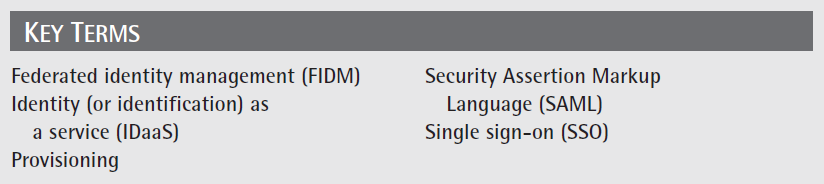 KEY TERMS
Federated identity management (FIDM)
Identity (or identification) as
a service (IDaaS)
Provisioning
Security Assertion Markup
Language (SAML)
Single sign-on (SSO)